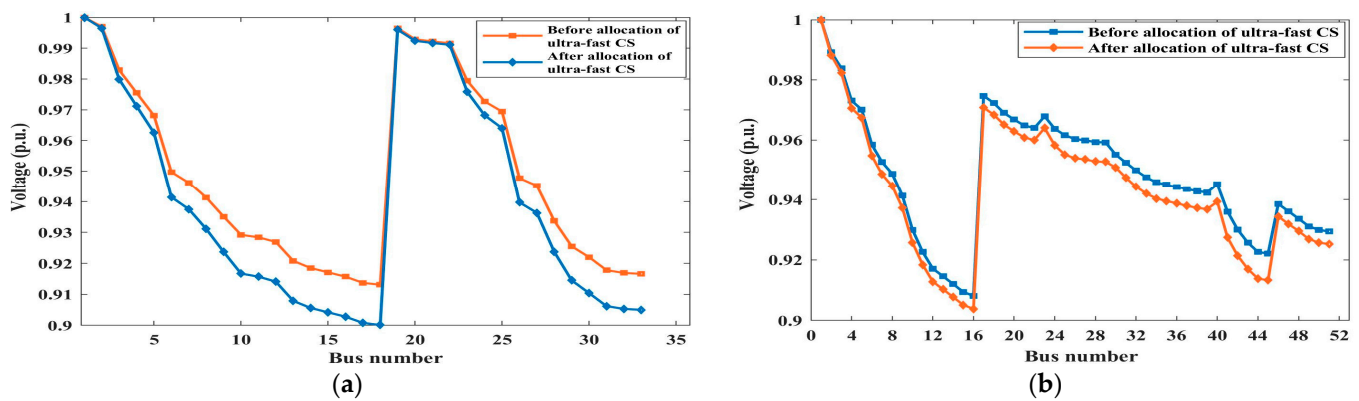 1
0.99
0.98
0.97
0.96
0.95
0.94
0.93
0.92
0.91
0.9
Voltage (p.u.)
Before allocation of
ultra-fast CS
After allocation of
ultra-fast CS
5 10 15 20 25 30 35
Bus number
(a)
1
0.98
0.96
0.94
0.92
0.9
Voltage (p.u.)
Before allocation of ultra-fast CS
After allocation of ultra-fast CS
0 4 8 12 16 20 24 28 32 36 40 44 48 52
Bus number
(b)